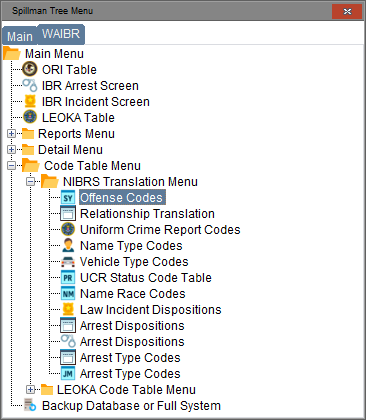 Spillman Tree Menu
Main WAIBR
Main Menu
ORI Table
IBR Arrest Screen
IBR Incident Screen
LEOKA Table
Reports Menu
Detail Menu
Code Table Menu
NIBRS Translation Menu
SY Offense Codes
Relationship Translation
Uniform Crime Report Codes
Name Type Codes
Vehicle Type Codes
PR UCR Status Code Table
NM Name Race Codes
Law Incident Dispositions
Arrest Dispositions
Arrest Dispositions
Arrest Type Codes
JM Arrest Type Codes
LEOKA Code Table Menu
Backup Database or Full System